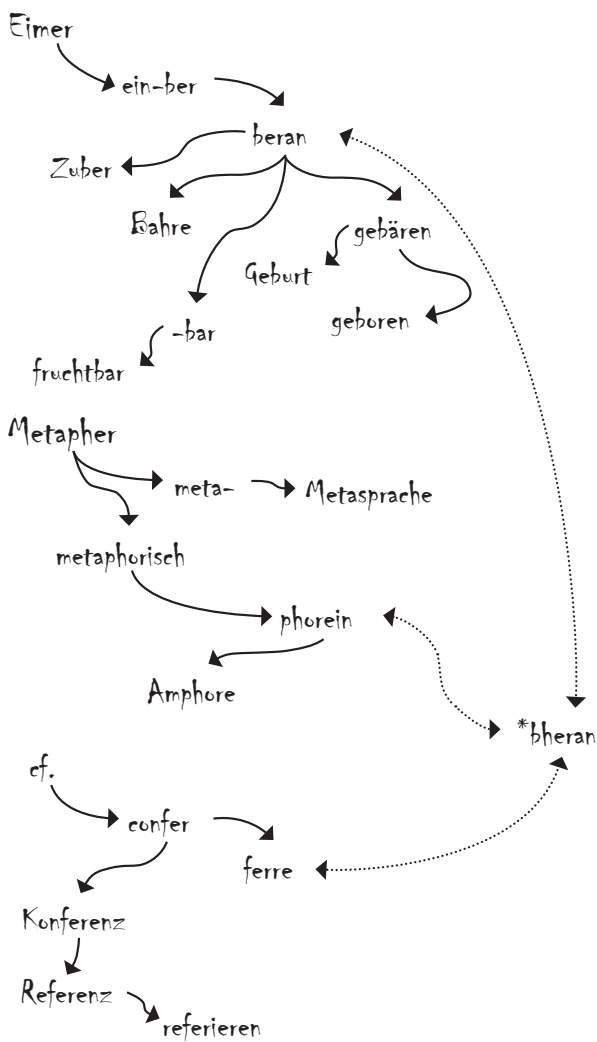 Eimer
ein-ber
beran
Zuber
Bahre
gebären
Geburt
geboren
-bar
fruchtbar
Metapher
meta-
Metasprache
metaphorisch
phorein
Amphore
*bheran
cf.
confer
ferre
Konferenz
Referenz
referieren